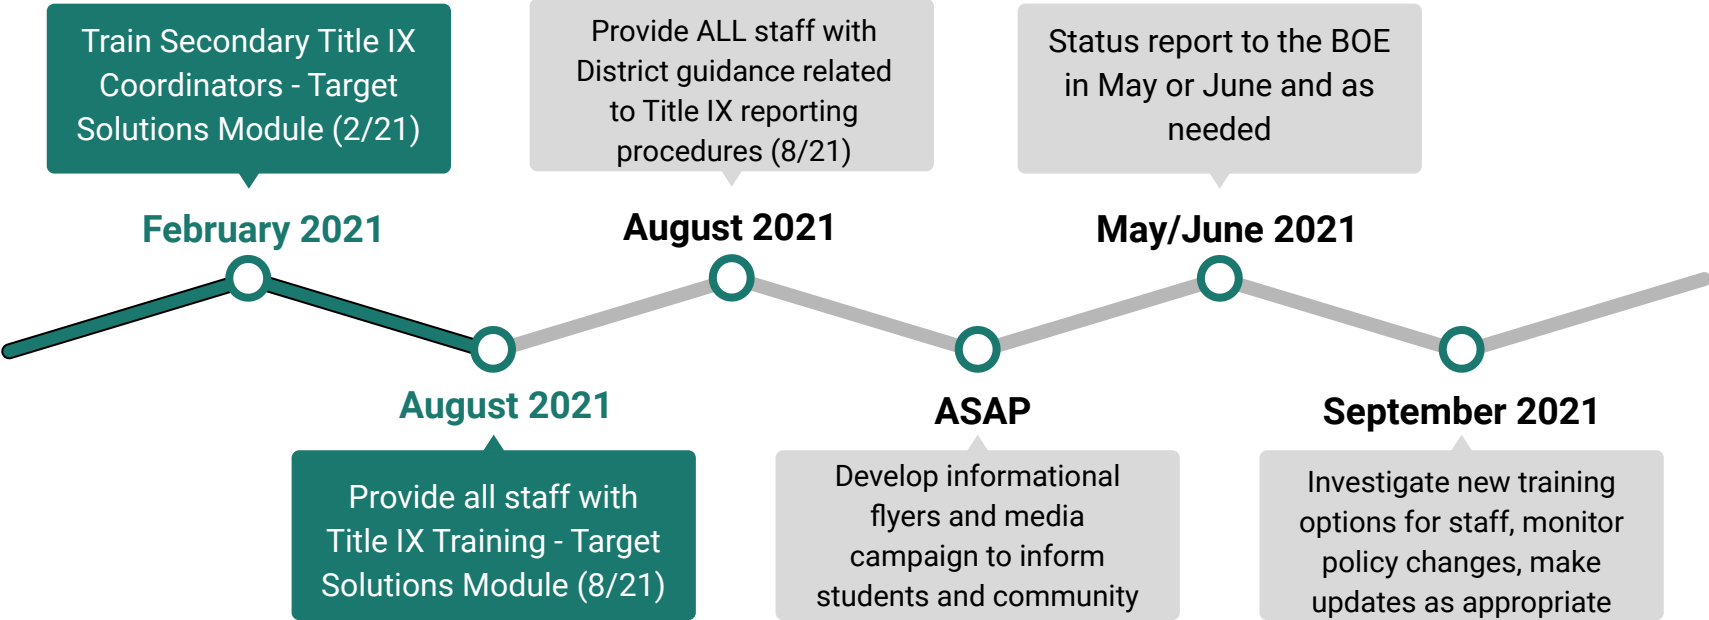 Train Secondary Title IX
Coordinators - Target
Solutions Module (2/21)
February 2021
August 2021
Provide all staff with
Title IX Training - Target
Solutions Module (8/21)
Provide ALL staff with
District guidance related
to Title IX reporting
procedures (8/21)
August 2021
ASAP
Develop informational
flyers and media
campaign to inform
students and community
Status report to the BOE
in May or June and as
needed
May/June 2021
September 2021
Investigate new training
options for staff, monitor
policy changes, make
updates as appropriate